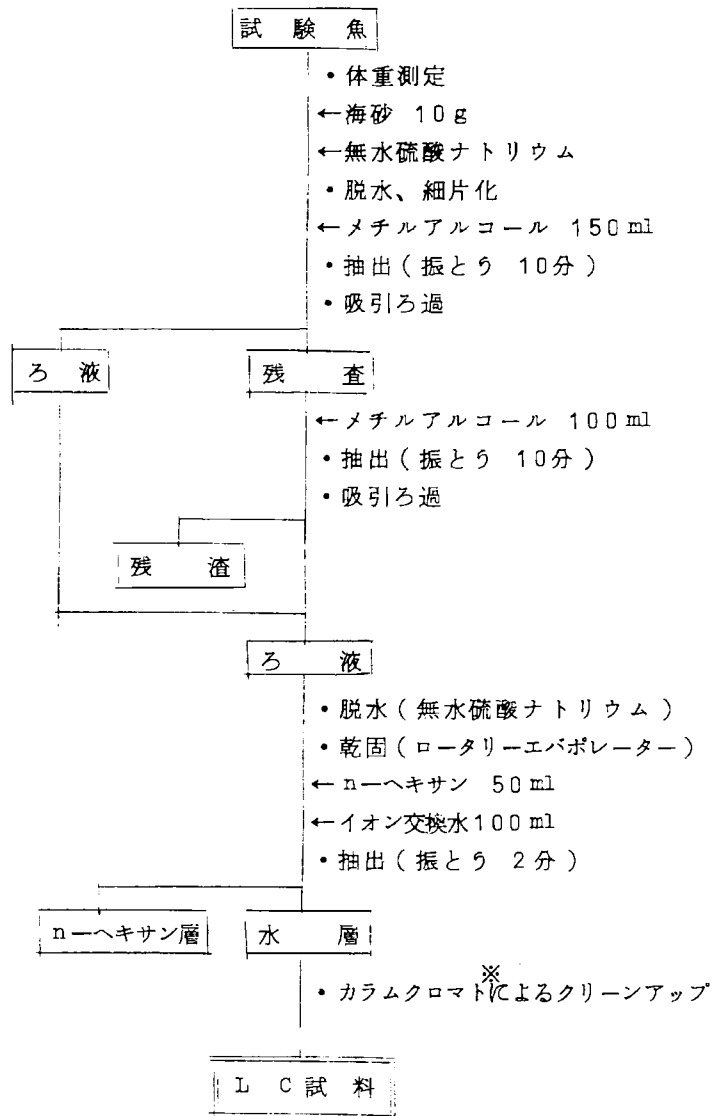 試験魚
・体重測定
←海砂 10g
←無水硫酸ナトリウム
・脱水、細片化
←メチルアルコール 150ml
・抽出(振とう 10分)
・吸引ろ過
ろ液 残査
←メチルアルコール 100ml
・抽出(振とう 10分)
・吸引ろ過
残渣
ろ液
・脱水(無水硫酸ナトリウム)
・乾固(ロータリーエバポレーター)
←n-ヘキサン 50ml
←イオン交換水100ml
・抽出(振とう 2分)
n-ヘキサン層 水層
※
・カラムクロマトによるクリーンアップ
LC試料